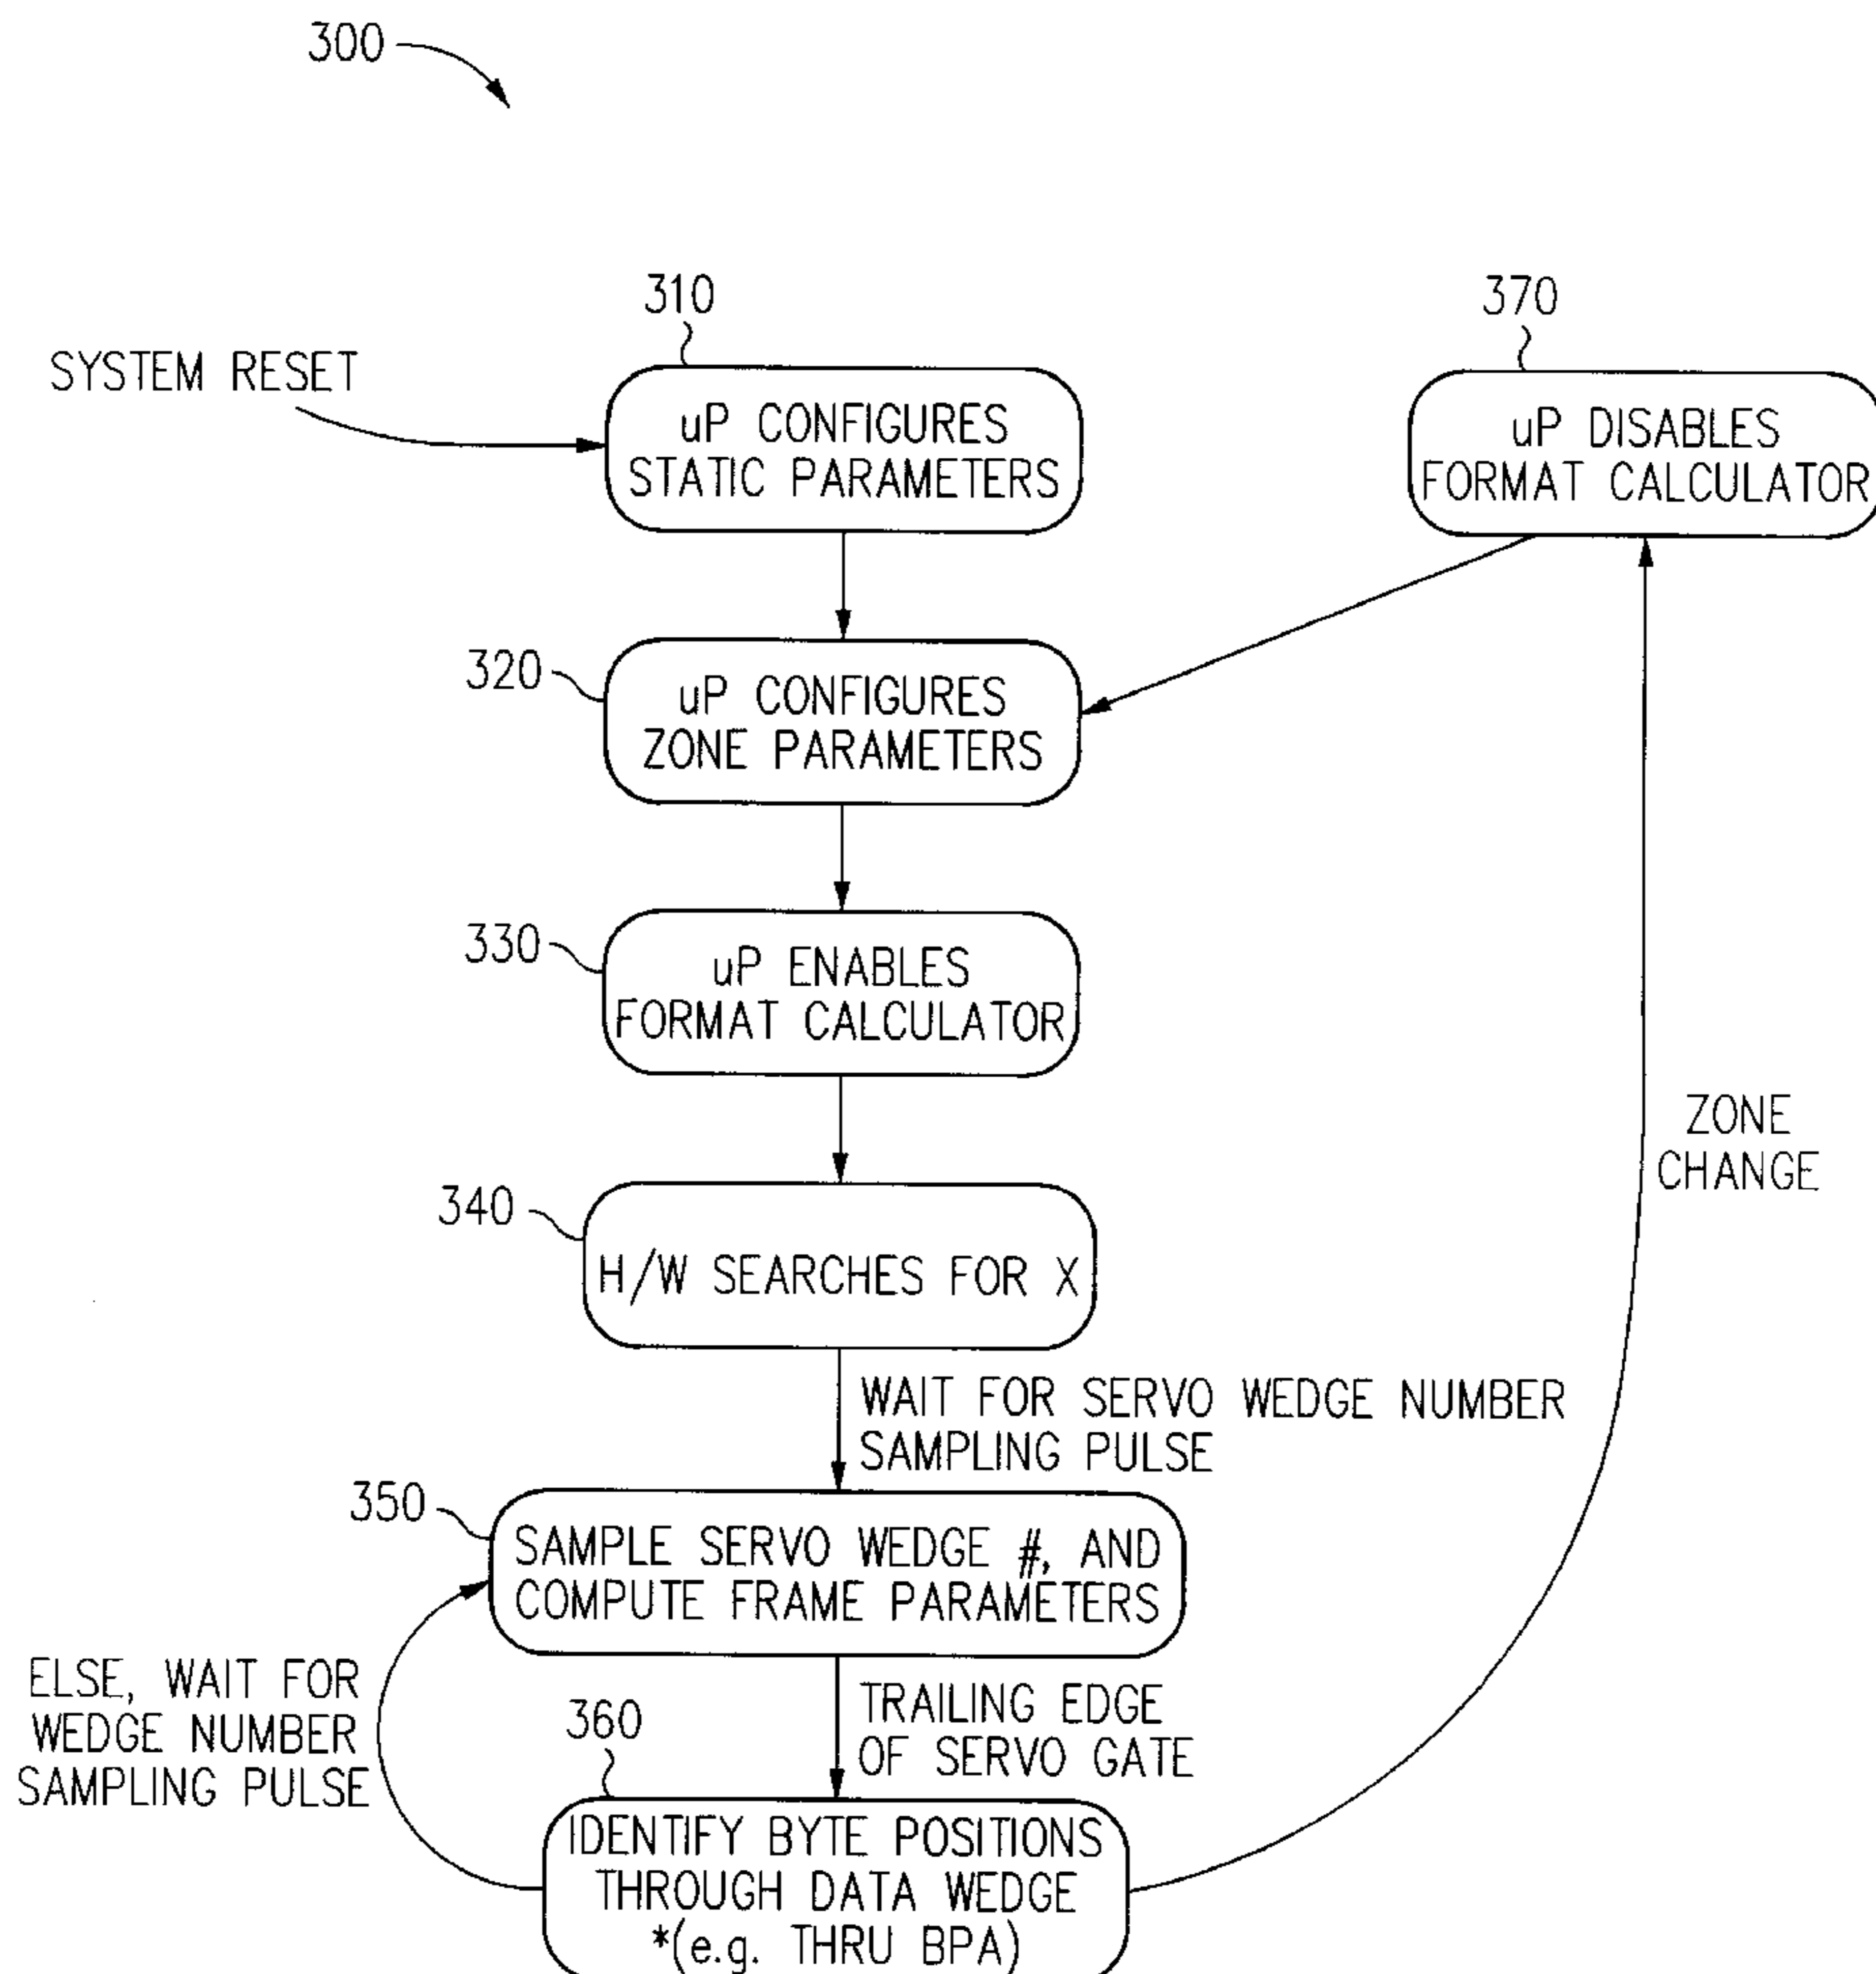 300
310
370
SYSTEM RESET
uP CONFIGURES
STATIC PARAMETERS
uP DISABLES
FORMAT CALCULATOR
320
uP CONFIGURES
ZONE PARAMETERS
330
uP ENABLES
FORMAT CALCULATOR
ZONE
CHANGE
340
H/W SEARCHES FOR X
WAIT FOR SERVO WEDGE NUMBER
SAMPLING PULSE
350
SAMPLE SERVO WEDGE #, AND
COMPUTE FRAME PARAMETERS
ELSE, WAIT FOR
WEDGE NUMBER
SAMPLING PULSE
TRAILING EDGE
OF SERVO GATE
360
IDENTIFY BYTE POSITIONS
THROUGH DATA WEDGE
*(e.g. THRU BPA)